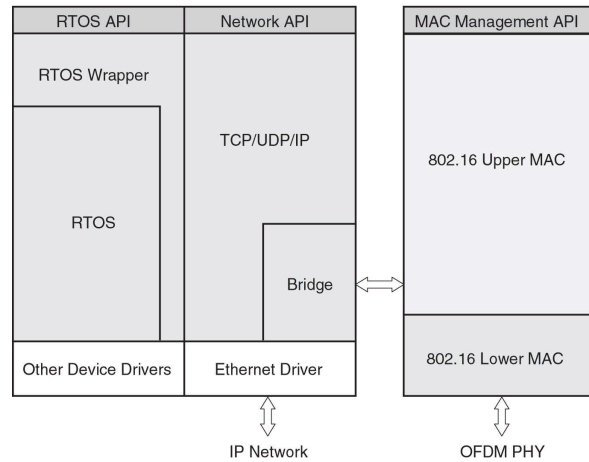 RTOS API
Network API
MAC Management API
RTOS Wrapper
TCP/UDP/IP
802.16 Upper MAC
RTOS
Bridge
802.16 Lower MAC
Other Device Drivers
Ethernet Driver
IP Network
OFDM PHY